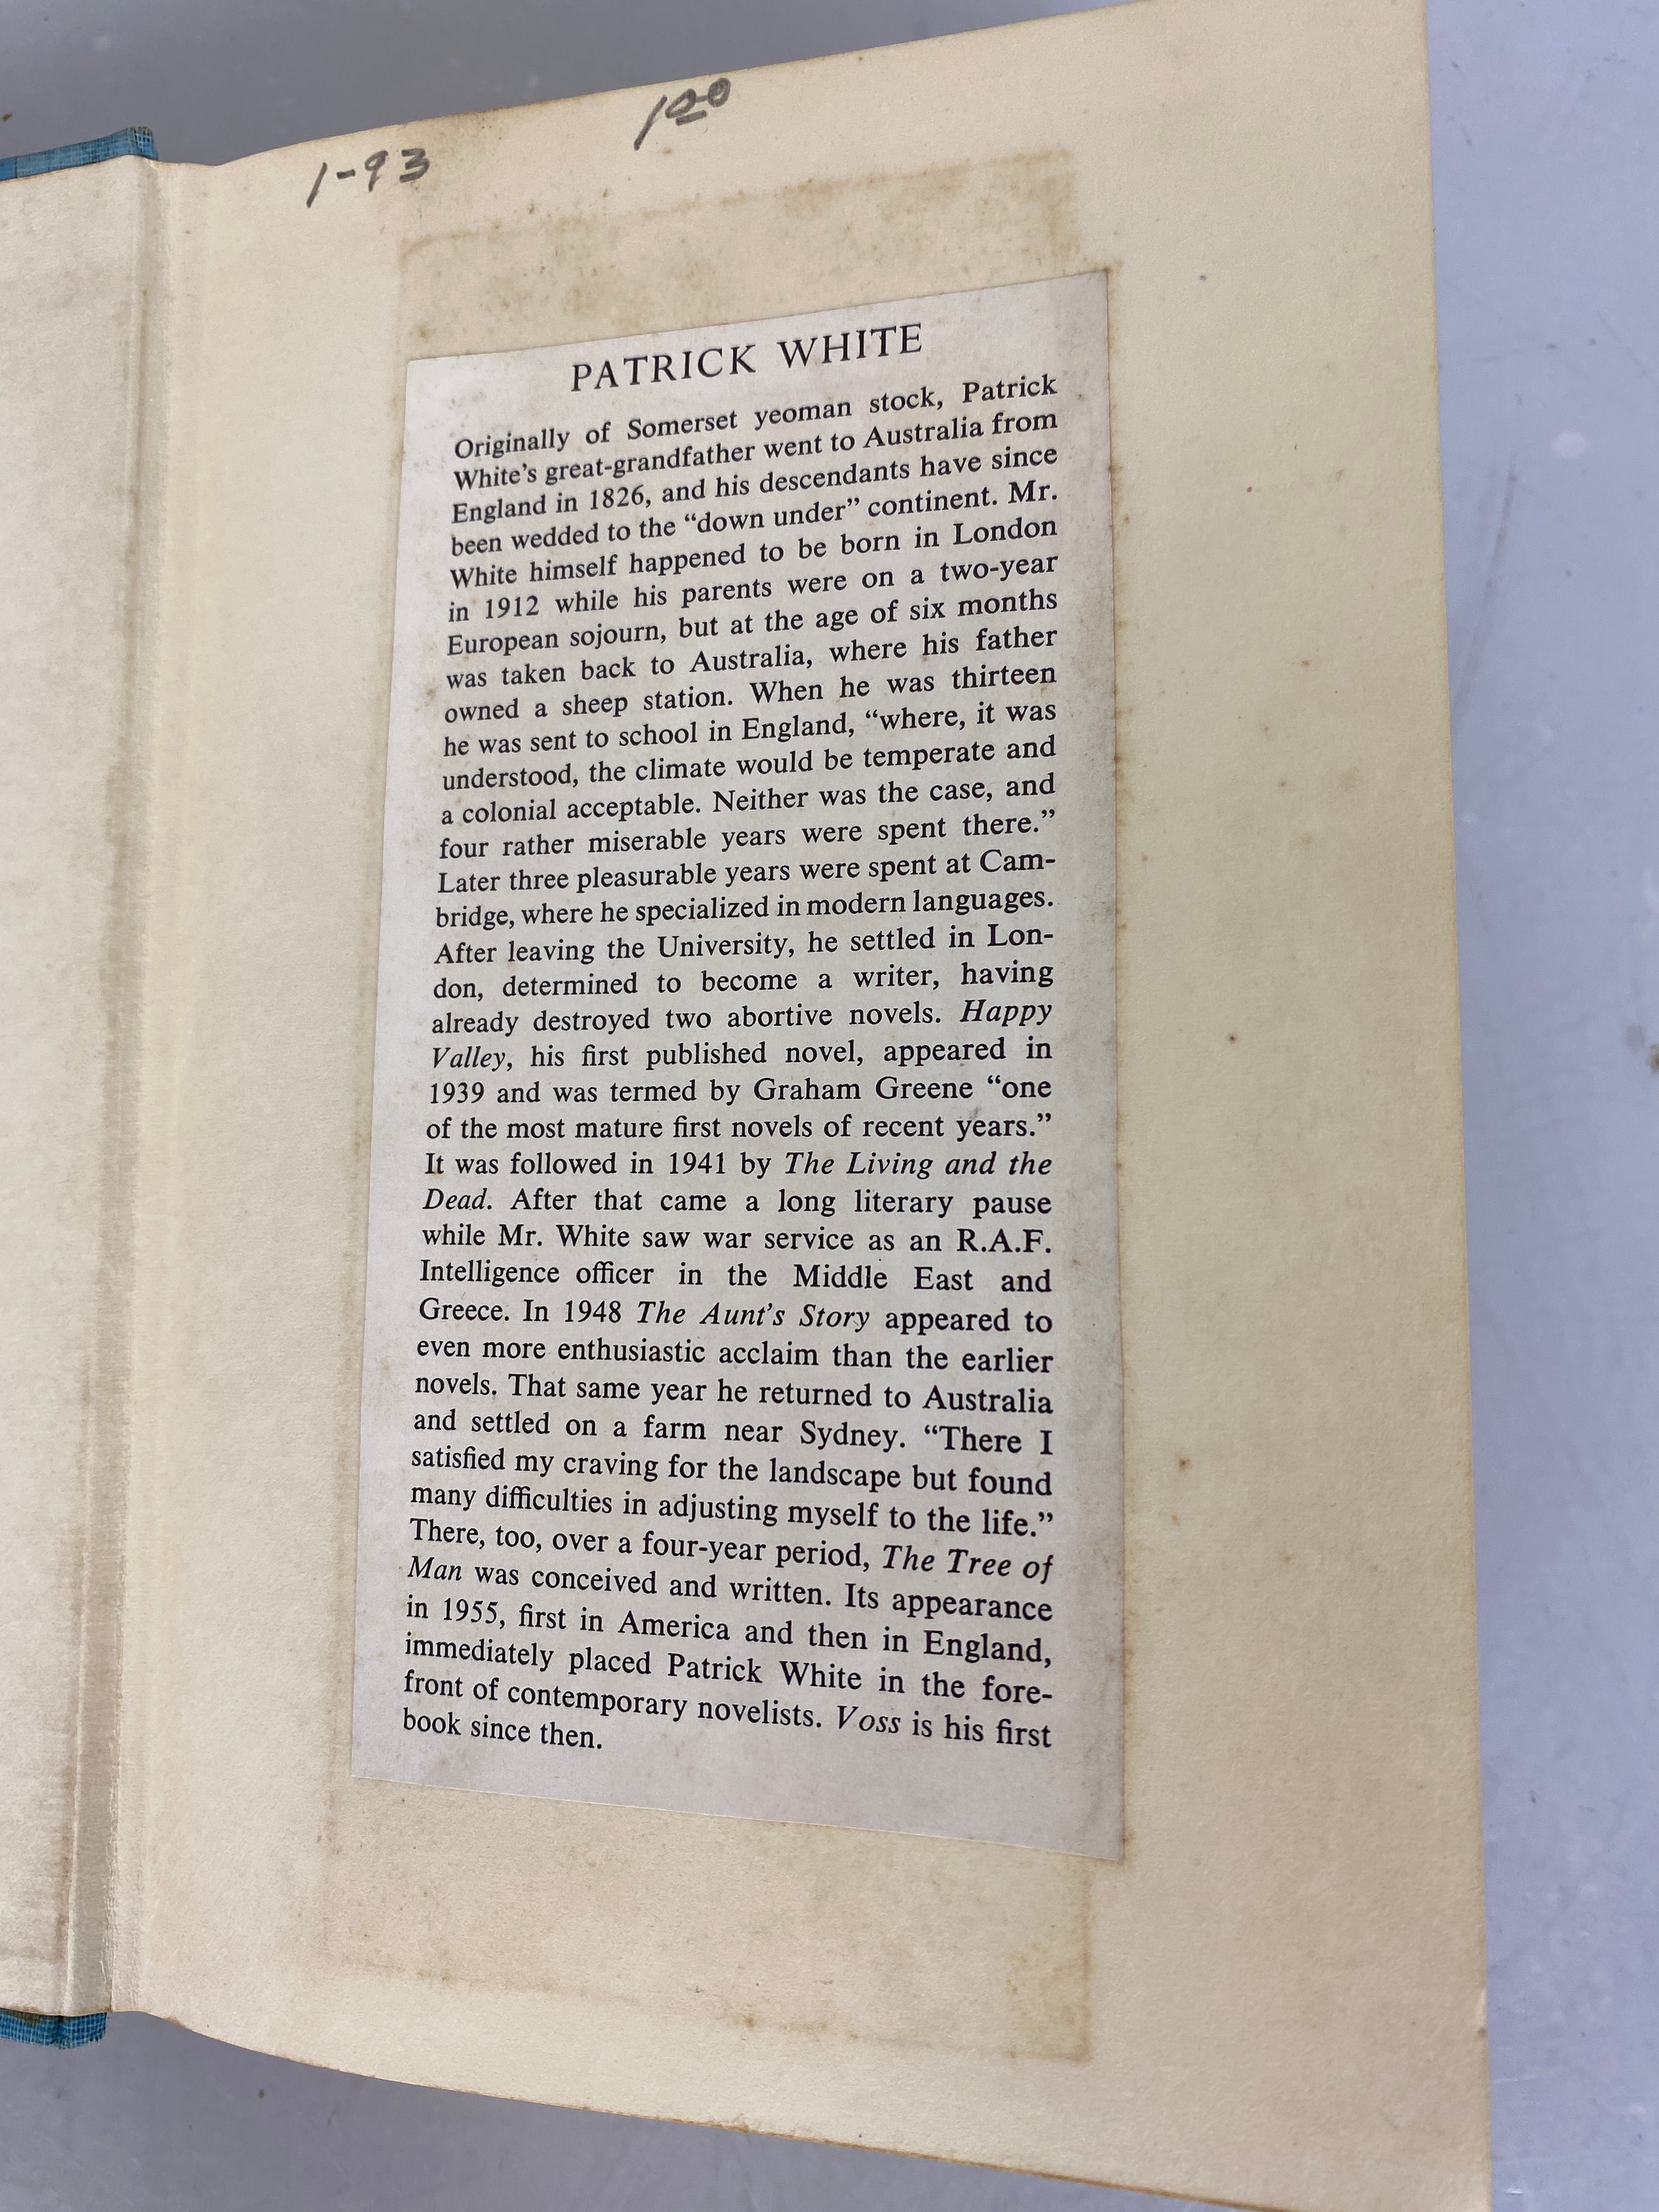 1-93
1.00
PATRICK WHITE
Originally of Somerset yeoman stock, Patrick
White's great-grandfather went to Australia from
England in 1826, and his descendants have since
been wedded to the “down under” continent. Mr.
White himself happened to be born in London
in 1912 while his parents were on a two-year
European sojourn, but at the age of six months
was taken back to Australia, where his father
owned a sheep station. When he was thirteen
he was sent to school in England, “where, it was
understood, the climate would be temperate and
a colonial acceptable. Neither was the case, and
four rather miserable years were spent there.”
Later three pleasurable years were spent at Cam-
bridge, where he specialized in modern languages.
After leaving the University, he settled in Lon-
don, determined to become a writer, having
already destroyed two abortive novels. Happy
Valley, his first published novel, appeared in
1939 and was termed by Graham Greene “one
of the most mature first novels of recent years.”
It was followed in 1941 by The Living and the
Dead. After that came a long literary pause
while Mr. White saw war service as an R.A.F.
Intelligence officer in the Middle East and
Greece. In 1948 The Aunt's Story appeared to
even more enthusiastic acclaim than the earlier
novels. That same year he returned to Australia
and settled on a farm near Sydney. “There I
satisfied my craving for the landscape but found
many difficulties in adjusting myself to the life.”
There, too, over a four-year period, The Tree of
Man was conceived and written. Its appearance
in 1955, first in America and then in England,
immediately placed Patrick White in the fore-
front of contemporary novelists. Voss is his first
book since then.